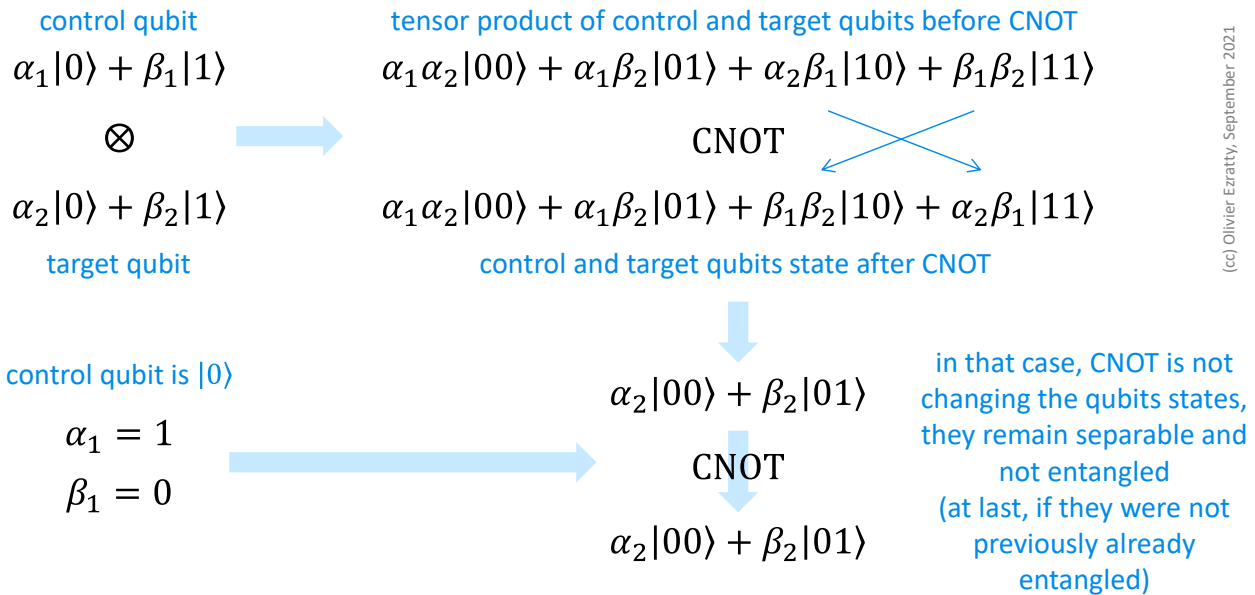 control qubit
α₁|0⟩ + β₁|1⟩
⊗
α₂|0⟩ + β₂|1⟩
target qubit
tensor product of control and target qubits before CNOT
α₁α₂|00⟩ + α₁β₂|01⟩ + α₂β₁|10⟩ + β₁β₂|11⟩
CNOT
α₁α₂|00⟩ + α₁β₂|01⟩ + β₁β₂|10⟩ + α₂β₁|11⟩
control and target qubits state after CNOT
(cc) Olivier Ezratty, September 2021
control qubit is |0⟩
α₁ = 1
β₁ = 0
α₂|00⟩ + β₂|01⟩
CNOT
α₂|00⟩ + β₂|01⟩
in that case, CNOT is not
changing the qubits states,
they remain separable and
not entangled
(at last, if they were not
previously already
entangled)